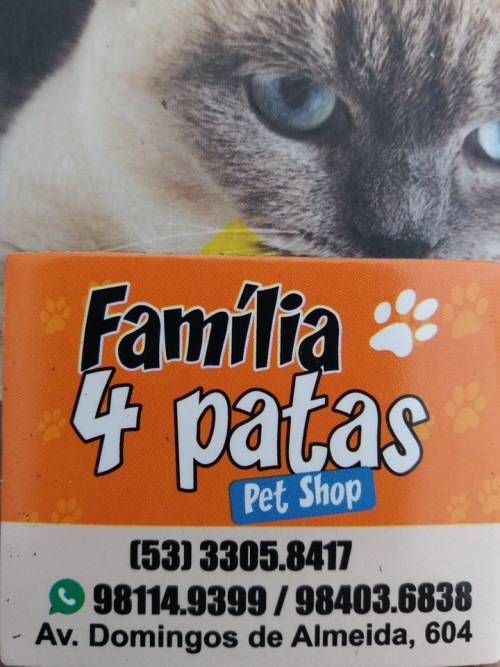 Família
4 patas
Pet Shop
(53) 3305.8417
98114.9399 / 98403.6838
Av. Domingos de Almeida, 604